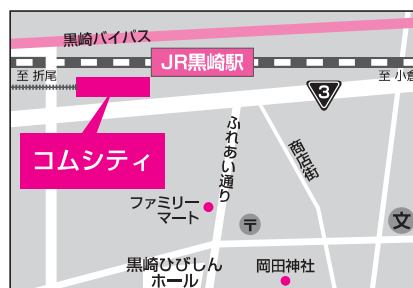 黒崎バイパス
JR黒崎駅
至 折尾
至 小倉
3
コムシティ
ふれあい通り
商店街
ファミリー
マート
〒
文
黒崎ひびしん
ホール
岡田神社